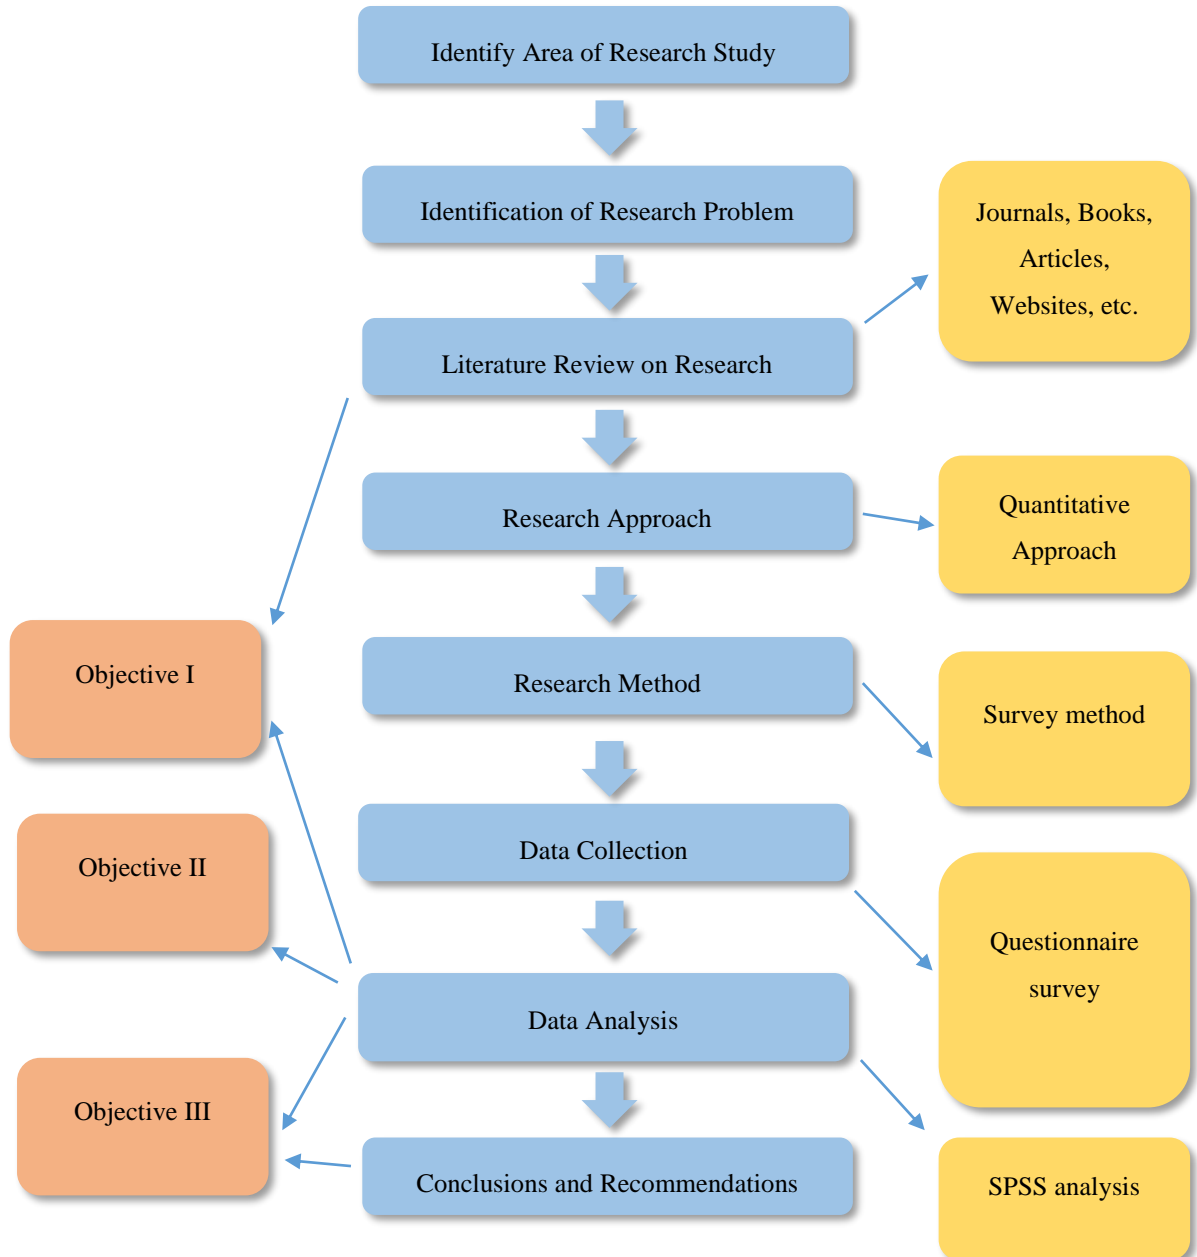 Identify Area of Research Study
Identification of Research Problem
Journals, Books,
Articles,
Websites, etc.
Literature Review on Research
Research Approach
Quantitative
Approach
Objective I
Research Method
Survey method
Data Collection
Objective II
Questionnaire
survey
Data Analysis
Objective III
Conclusions and Recommendations
SPSS analysis